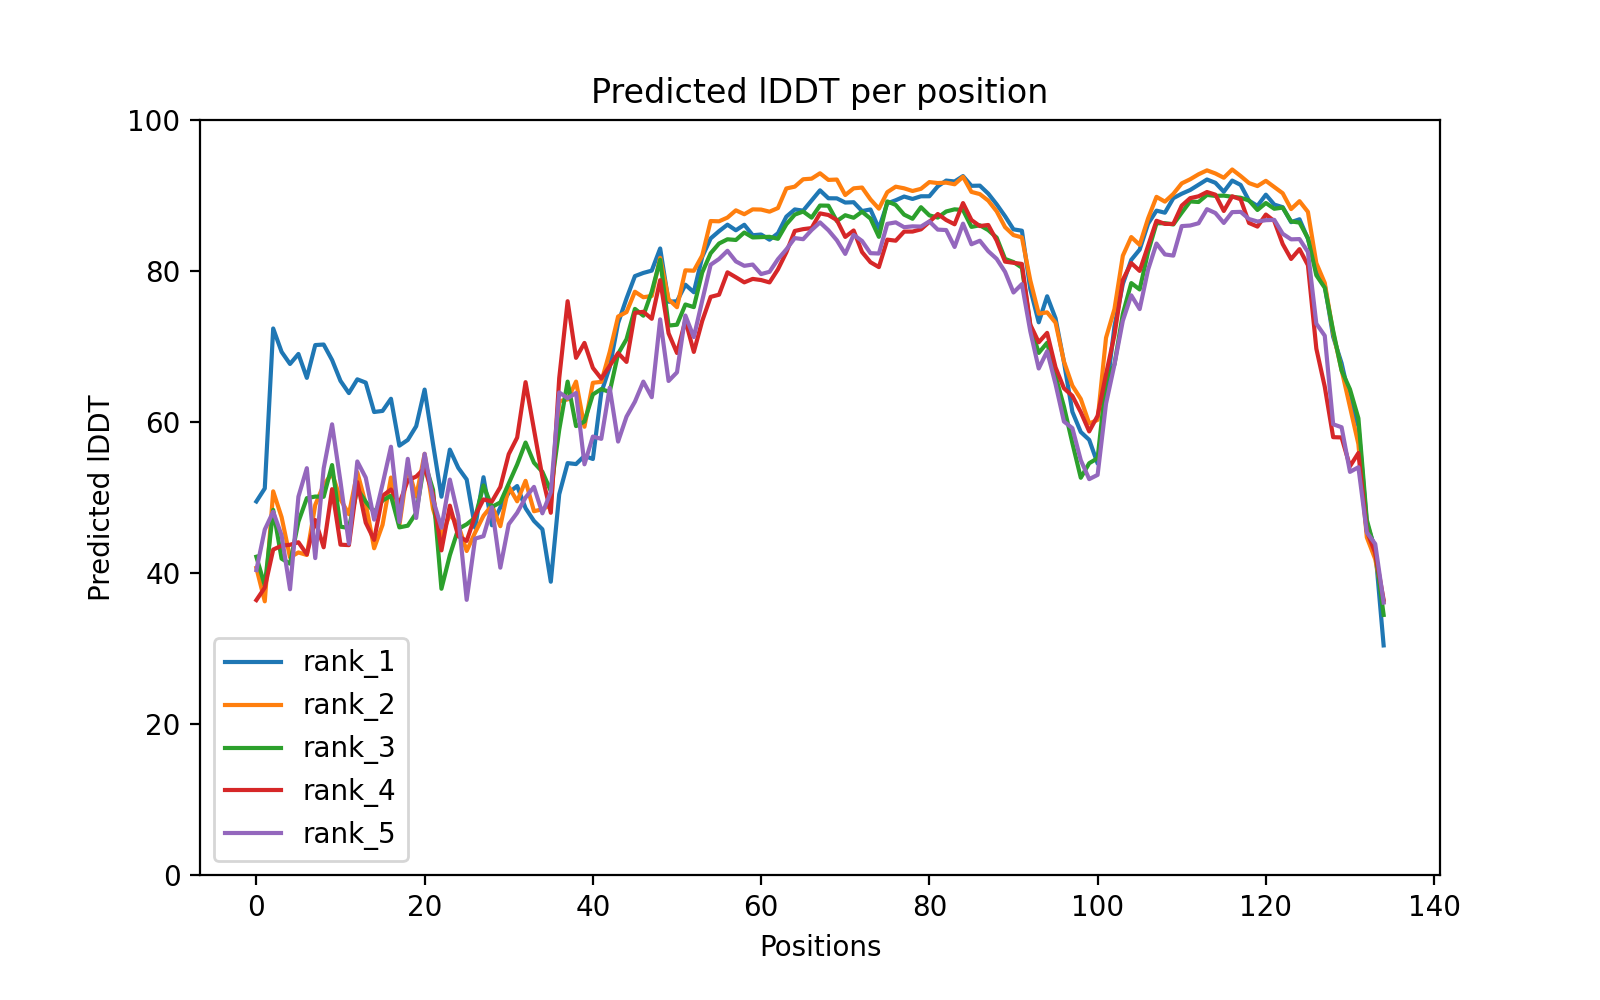 Predicted lDDT per position
100
80
60
40
20
0
Predicted lDDT
rank_1
rank_2
rank_3
rank_4
rank_5
0 20 40 60 80 100 120 140
Positions